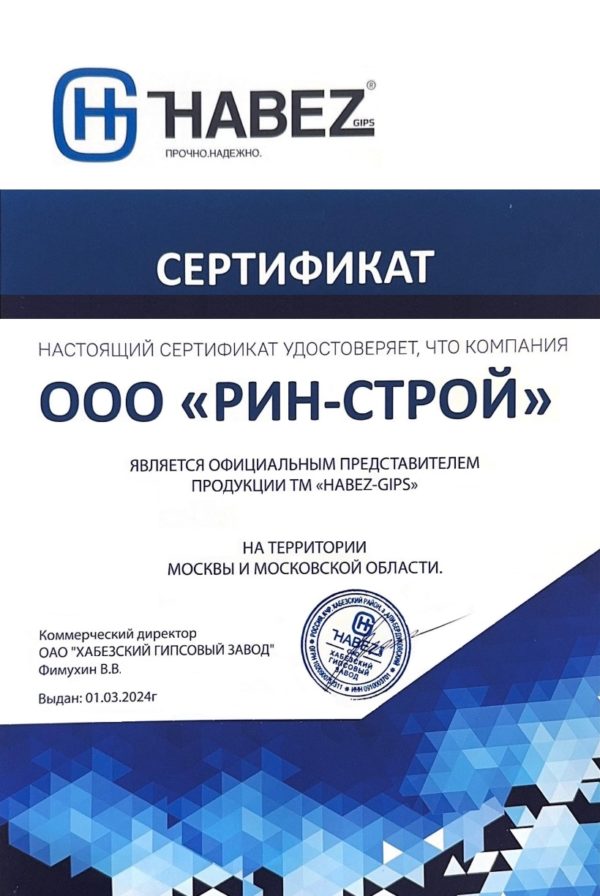 HABEZ®
GIPS
ПРОЧНО.НАДЕЖНО.
СЕРТИФИКАТ
НАСТОЯЩИЙ СЕРТИФИКАТ УДОСТОВЕРЯЕТ, ЧТО КОМПАНИЯ
ООО «РИН-СТРОЙ»
ЯВЛЯЕТСЯ ОФИЦИАЛЬНЫМ ПРЕДСТАВИТЕЛЕМ
ПРОДУКЦИИ ТМ «HABEZ-GIPS»
НА ТЕРРИТОРИИ
МОСКВЫ И МОСКОВСКОЙ ОБЛАСТИ.
Коммерческий директор
ОАО "ХАБЕЗСКИЙ ГИПСОВЫЙ ЗАВОД"
Фимухин В.В.
Выдан: 01.03.2024г
HABEZ
ОАО
ХАБЕЗСКИЙ
ГИПСОВЫЙ
ЗАВОД